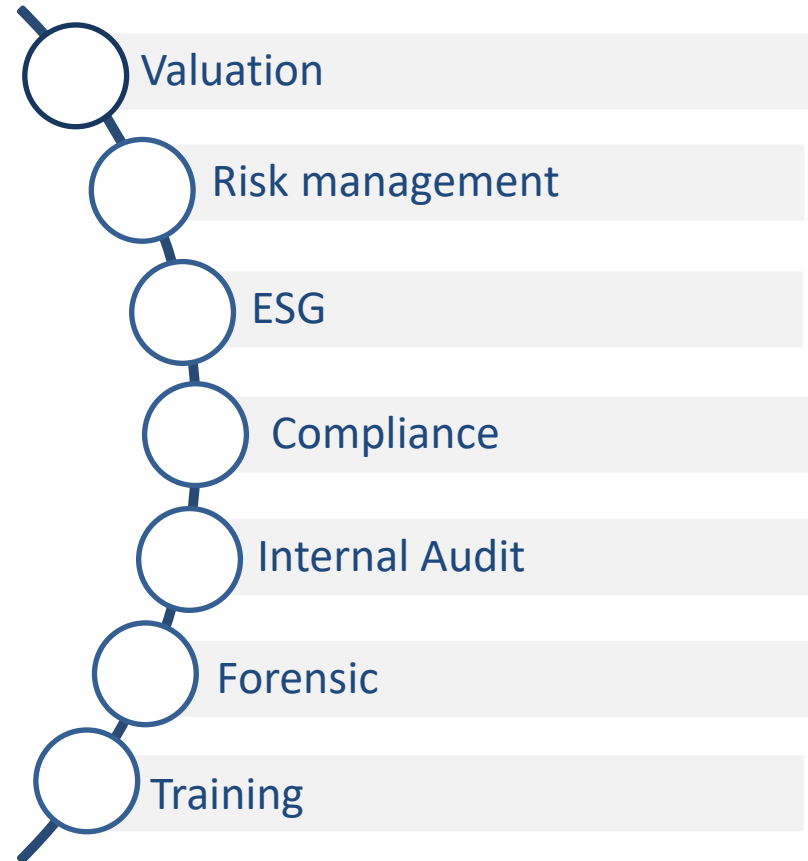 Valuation
Risk management
ESG
Compliance
Internal Audit
Forensic
Training